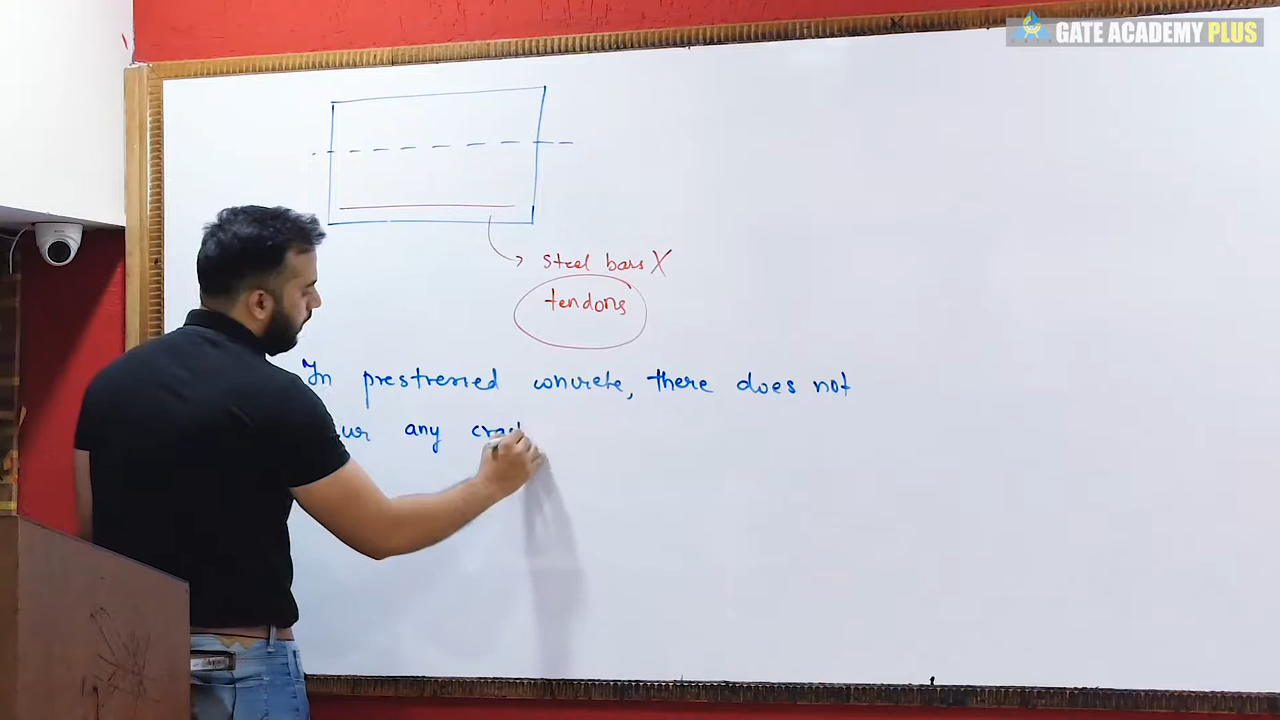 GATE ACADEMY PLUS
steel bars X
tendons
In prestressed concrete, there does not
any